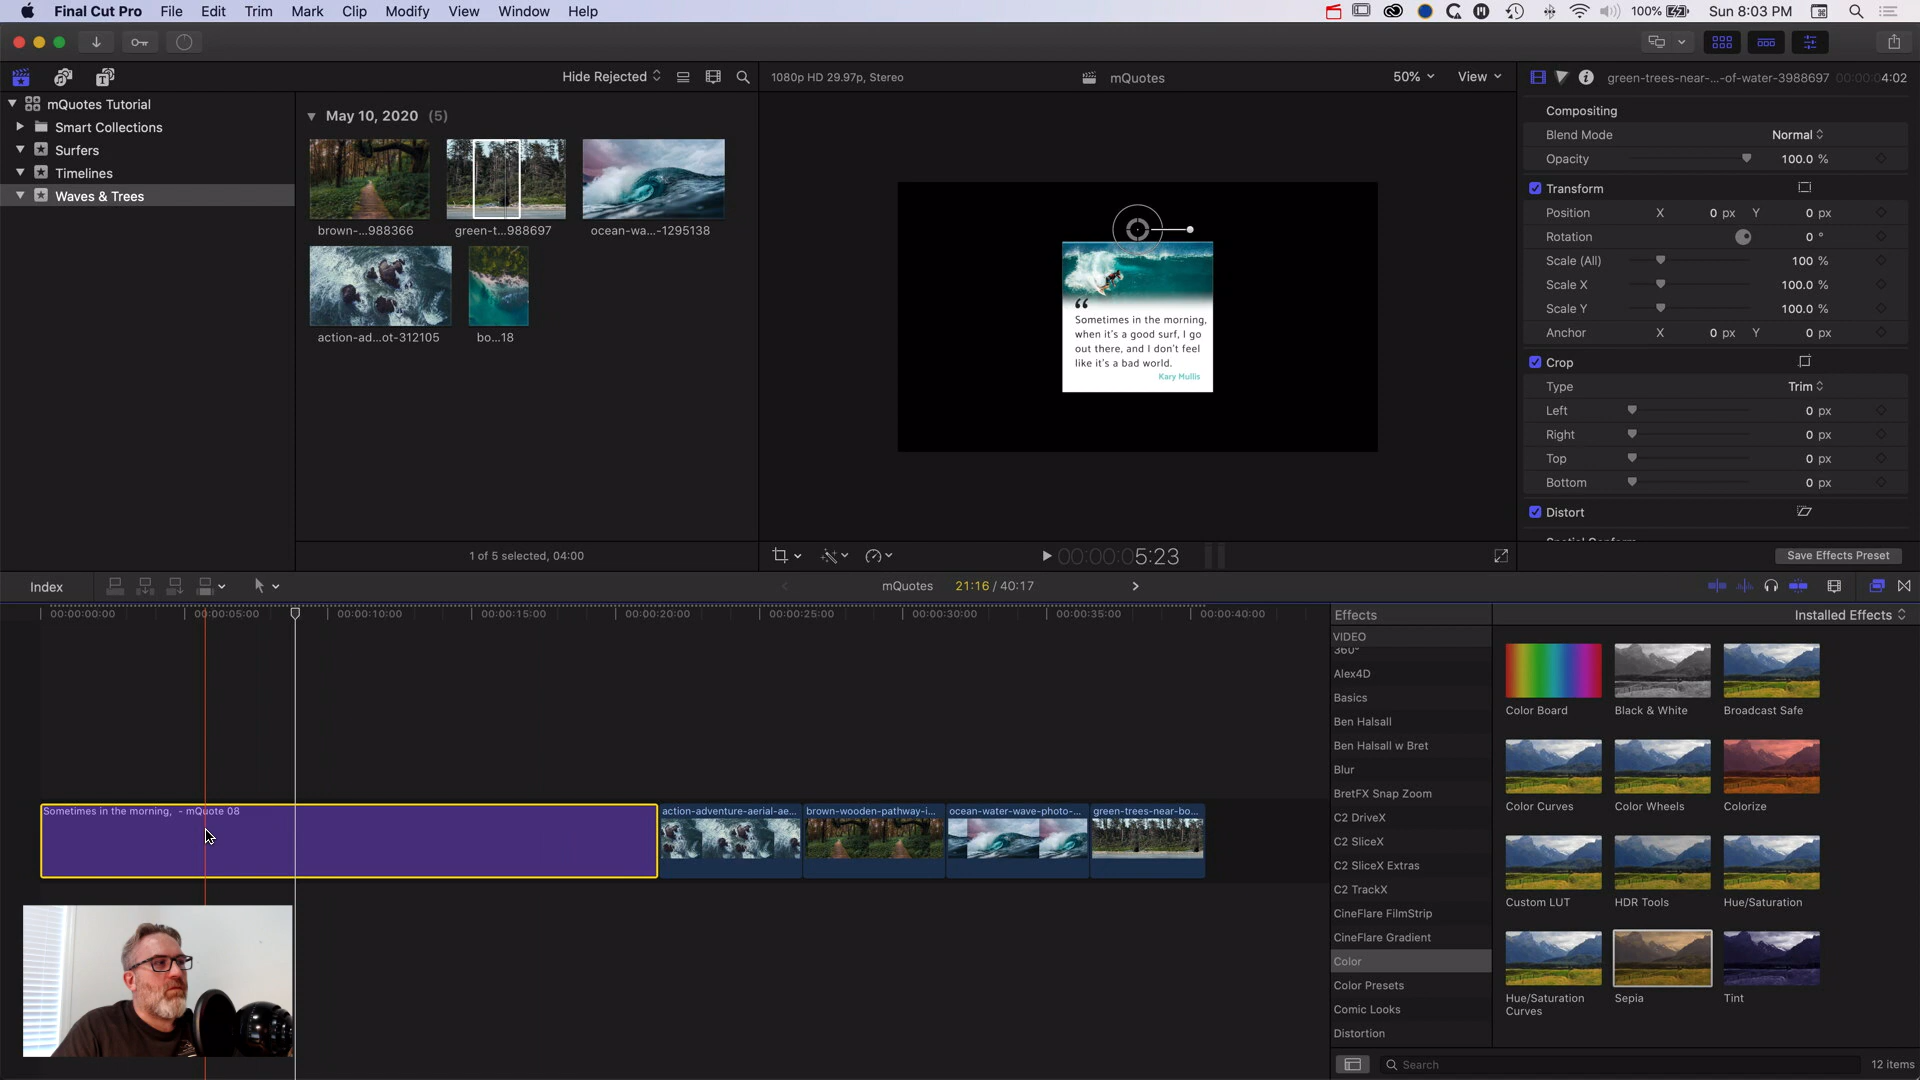 Final Cut Pro File Edit Trim Mark Clip Modify View Window Help
100% Sun 8:03 PM
Hide Rejected
1080p HD 29.97p, Stereo
mQuotes
50% View
green-trees-near-...-of-water-3988697 00:00:04:02
mQuotes Tutorial
Smart Collections
Surfers
Timelines
Waves & Trees
May 10, 2020 (5)
brown-...988366
green-t...988697
ocean-wa...-1295138
action-ad...ot-312105
bo...18
1 of 5 selected, 04:00
“
Sometimes in the morning,
when it's a good surf, I go
out there, and I don't feel
like it's a bad world.
Kary Mullis
00:00:05:23
Compositing
Blend Mode Normal
Opacity 100.0 %
Transform
Position X 0 px Y 0 px
Rotation 0 °
Scale (All) 100 %
Scale X 100.0 %
Scale Y 100.0 %
Anchor X 0 px Y 0 px
Crop
Type Trim
Left 0 px
Right 0 px
Top 0 px
Bottom 0 px
Distort
Spatial Conform
Save Effects Preset
Index
mQuotes 21:16 / 40:17
00:00:00:00 00:00:05:00 00:00:10:00 00:00:15:00 00:00:20:00 00:00:25:00 00:00:30:00 00:00:35:00 00:00:40:00
Sometimes in the morning, - mQuote 08
action-adventure-aerial-ae...
brown-wooden-pathway-i...
ocean-water-wave-photo-...
green-trees-near-bo...
Effects
Installed Effects
VIDEO
360°
Alex4D
Basics
Ben Halsall
Ben Halsall w Bret
Blur
BretFX Snap Zoom
C2 DriveX
C2 SliceX
C2 SliceX Extras
C2 TrackX
CineFlare FilmStrip
CineFlare Gradient
Color
Color Presets
Comic Looks
Distortion
Color Board
Black & White
Broadcast Safe
Color Curves
Color Wheels
Colorize
Custom LUT
HDR Tools
Hue/Saturation
Hue/Saturation
Curves
Sepia
Tint
Search
12 items